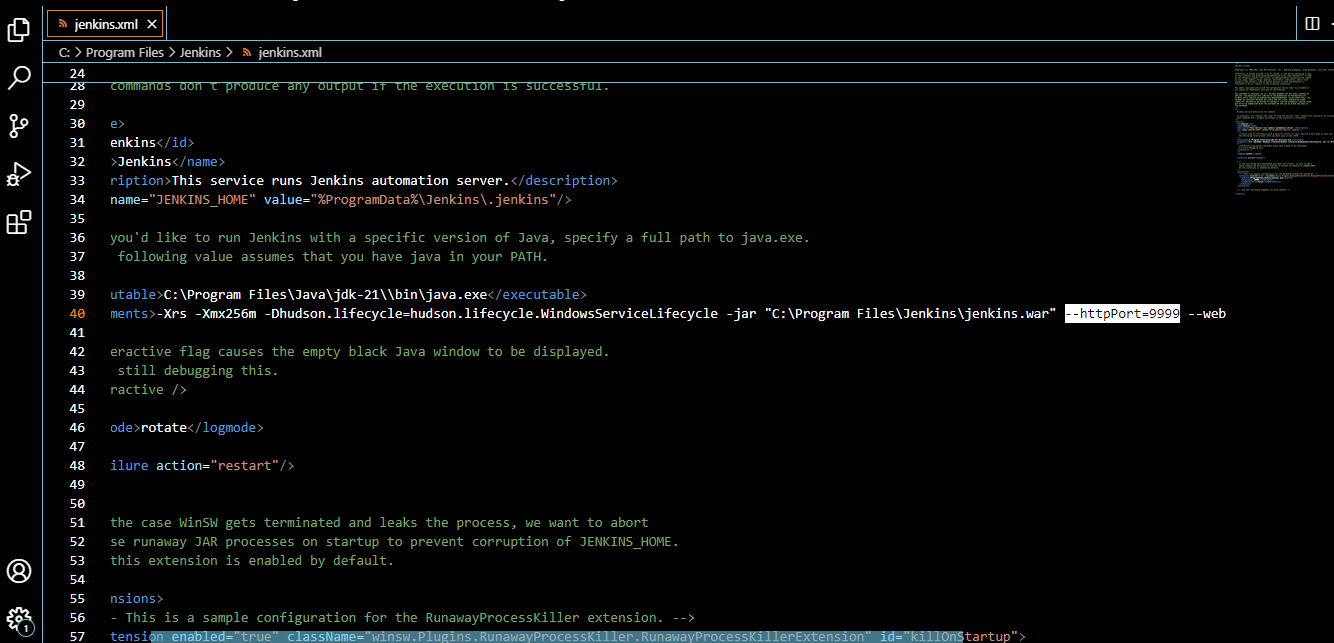 jenkins.xml
C: > Program Files > Jenkins > jenkins.xml
24
28 commands don't produce any output if the execution is successful.
29
30 e>
31 enkins</id>
32 >Jenkins</name>
33 ription>This service runs Jenkins automation server.</description>
34 name="JENKINS_HOME" value="%ProgramData%\Jenkins\.jenkins"/>
35
36 you'd like to run Jenkins with a specific version of Java, specify a full path to java.exe.
37 following value assumes that you have java in your PATH.
38
39 utable>C:\Program Files\Java\jdk-21\\bin\java.exe</executable>
40 ments>-Xrs -Xmx256m -Dhudson.lifecycle=hudson.lifecycle.WindowsServiceLifecycle -jar "C:\Program Files\Jenkins\jenkins.war" --httpPort=9999 --web
41
42 eractive flag causes the empty black Java window to be displayed.
43 still debugging this.
44 ractive />
45
46 ode>rotate</logmode>
47
48 ilure action="restart"/>
49
50
51 the case WinSW gets terminated and leaks the process, we want to abort
52 se runaway JAR processes on startup to prevent corruption of JENKINS_HOME.
53 this extension is enabled by default.
54
55 nsions>
56 - This is a sample configuration for the RunawayProcessKiller extension. -->
57 tension enabled="true" className="winsw.Plugins.RunawayProcessKiller.RunawayProcessKillerExtension" id="killOnStartup">
1